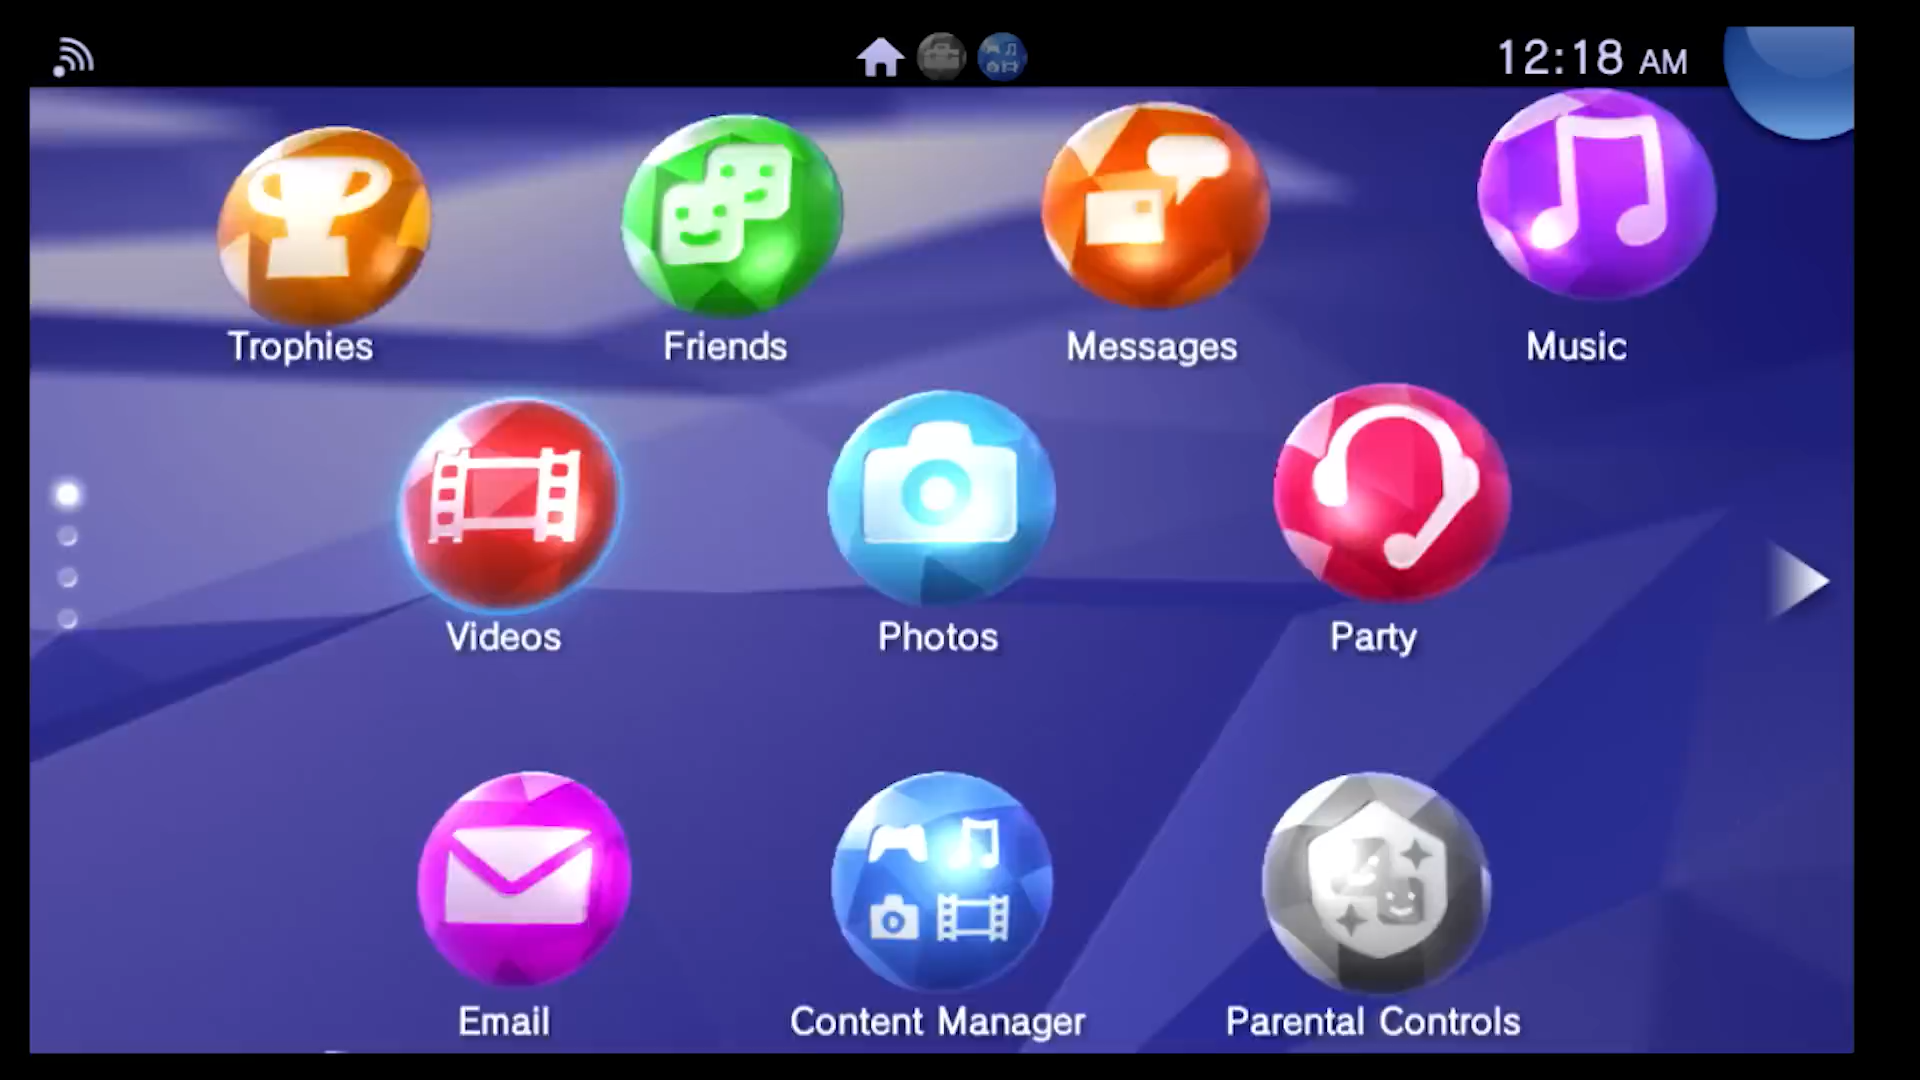 12:18 AM
Trophies
Friends
Messages
Music
Videos
Photos
Party
Email
Content Manager
Parental Controls